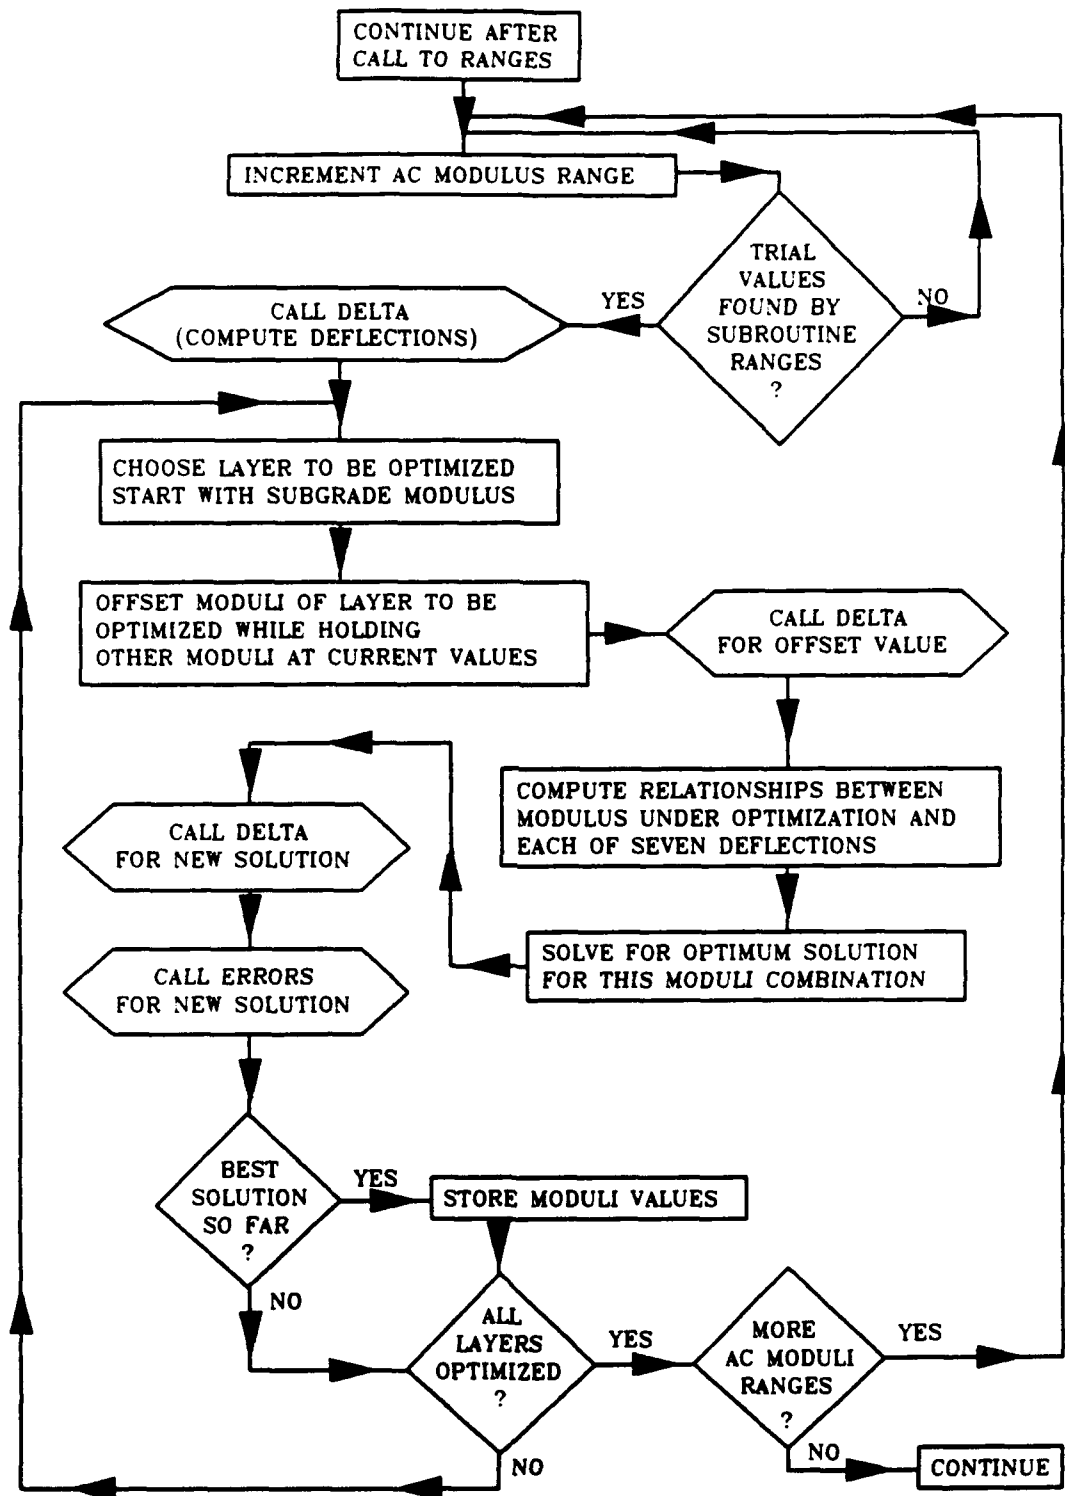 CONTINUE AFTER
CALL TO RANGES
INCREMENT AC MODULUS RANGE
TRIAL
VALUES
FOUND BY
SUBROUTINE
RANGES
?
YES
NO
CALL DELTA
(COMPUTE DEFLECTIONS)
CHOOSE LAYER TO BE OPTIMIZED
START WITH SUBGRADE MODULUS
OFFSET MODULI OF LAYER TO BE
OPTIMIZED WHILE HOLDING
OTHER MODULI AT CURRENT VALUES
CALL DELTA
FOR OFFSET VALUE
COMPUTE RELATIONSHIPS BETWEEN
MODULUS UNDER OPTIMIZATION AND
EACH OF SEVEN DEFLECTIONS
SOLVE FOR OPTIMUM SOLUTION
FOR THIS MODULI COMBINATION
CALL DELTA
FOR NEW SOLUTION
CALL ERRORS
FOR NEW SOLUTION
BEST
SOLUTION
SO FAR
?
YES
STORE MODULI VALUES
NO
ALL
LAYERS
OPTIMIZED
?
YES
NO
MORE
AC MODULI
RANGES
?
YES
NO
CONTINUE